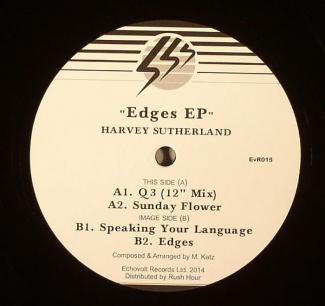 "Edges EP"
HARVEY SUTHERLAND
EvR015
THIS SIDE (A)
A1. Q3 (12" Mix)
A2. Sunday Flower
IMAGE SIDE (B)
B1. Speaking Your Language
B2. Edges
Composed & Arranged by M. Katz
Echovolt Records Ltd. 2014
Distributed by Rush Hour